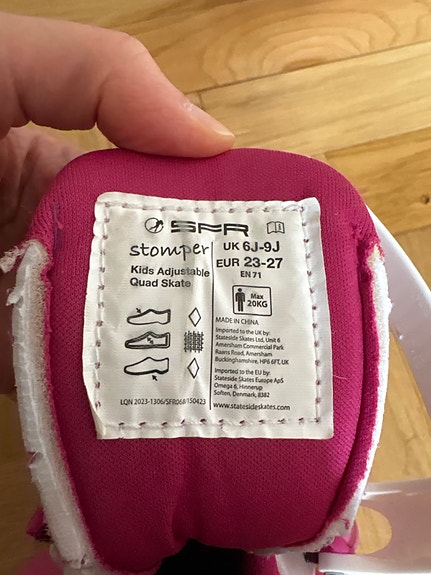 SFR
stomper
Kids Adjustable
Quad Skate
LQN 2023-1306/SFR068/150423
UK 6J-9J
EUR 23-27
EN 71
Max
20KG
MADE IN CHINA
Imported to the UK by:
Stateside Skates Ltd, Unit 6
Amersham Commercial Park
Raans Road, Amersham
Buckinghamshire, HP6 6FT, UK
Imported to the EU by:
Stateside Skates Europe ApS
Omega 6, Hinnerup
Søften, Denmark, 8382
www.statesideskates.com